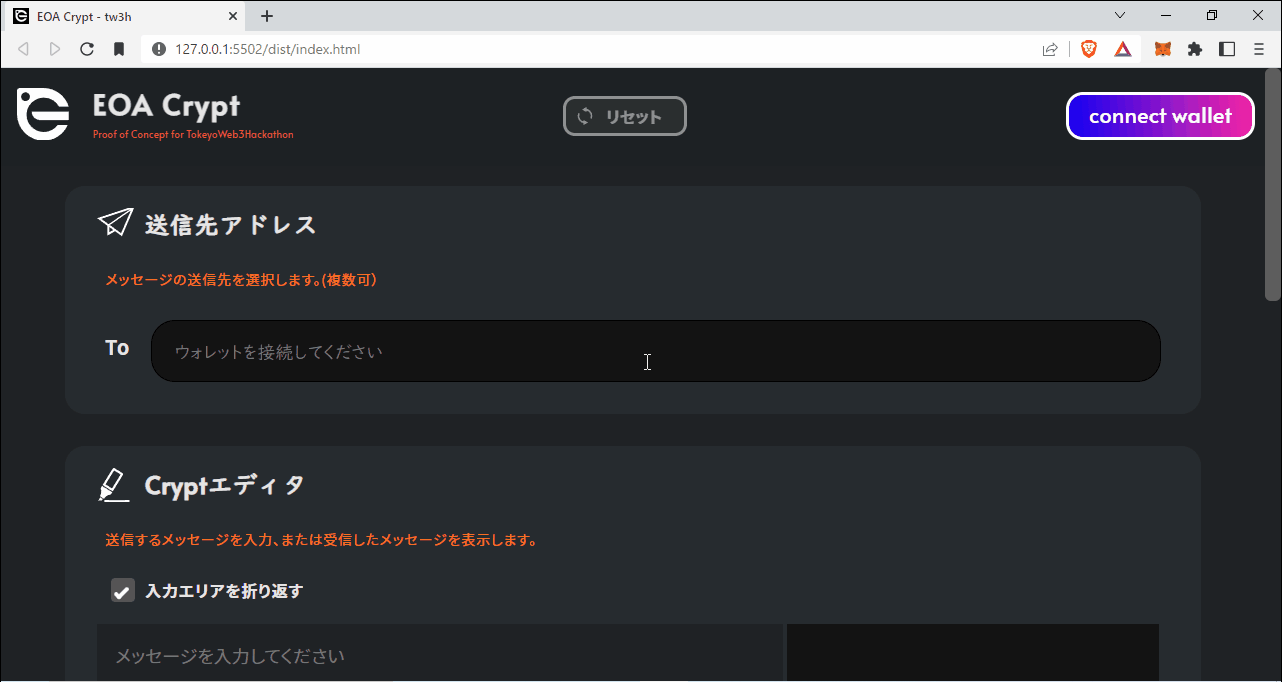 EOA Crypt - tw3h
127.0.0.1:5502/dist/index.html
EOA Crypt
Proof of Concept for TokeyoWeb3Hackathon
リセット
connect wallet
送信先アドレス
メッセージの送信先を選択します。(複数可)
To
ウォレットを接続してください
Cryptエディタ
送信するメッセージを入力、または受信したメッセージを表示します。
入力エリアを折り返す
メッセージを入力してください